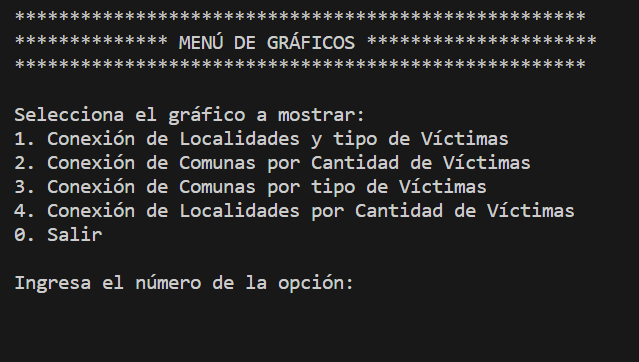 ****************************************************
************** MENÚ DE GRÁFICOS *********************
****************************************************
Selecciona el gráfico a mostrar:
1. Conexión de Localidades y tipo de Víctimas
2. Conexión de Comunas por Cantidad de Víctimas
3. Conexión de Comunas por tipo de Víctimas
4. Conexión de Localidades por Cantidad de Víctimas
0. Salir
Ingresa el número de la opción: